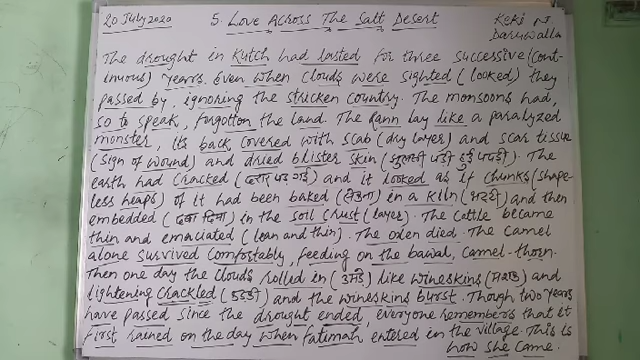 20 July 2020 5. Love Across The Salt Desert Keki N. Daruwalla
The drought in Kutch had lasted for three successive (cont-
inuous) years. Even when clouds were sighted (looked) they
passed by, ignoring the stricken country. The monsoons had,
so to speak, forgotten the land. The Rann lay like a paralyzed
monster, its back covered with scab (dry layer) and scar tissue
(sign of wound) and dried blister skin (). The
earth had cracked () and it looked as if chunks (shape-
less heaps) of it had been baked () in a kiln () and then
embedded (दबा दिना) in the soil crust (layer). The cattle became
thin and emaciated (lean and thin). The oxen died. The camel
alone survived comfortably, feeding on the bawal, camel-thorn.
Then one day the clouds rolled in () like wineskins () and
lightening crackled () and the wineskins burst. Though two years
have passed since the drought ended, everyone remembers that it
first rained on the day when Fatimah entered in the village. This is
how she came.